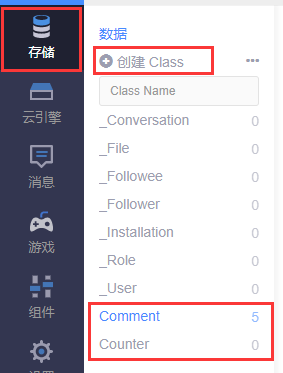 存储
云引擎
消息
游戏
组件
数据
创建 Class
Class Name
_Conversation 0
_File 0
_Followee 0
_Follower 0
_Installation 0
_Role 0
_User 0
Comment 5
Counter 0